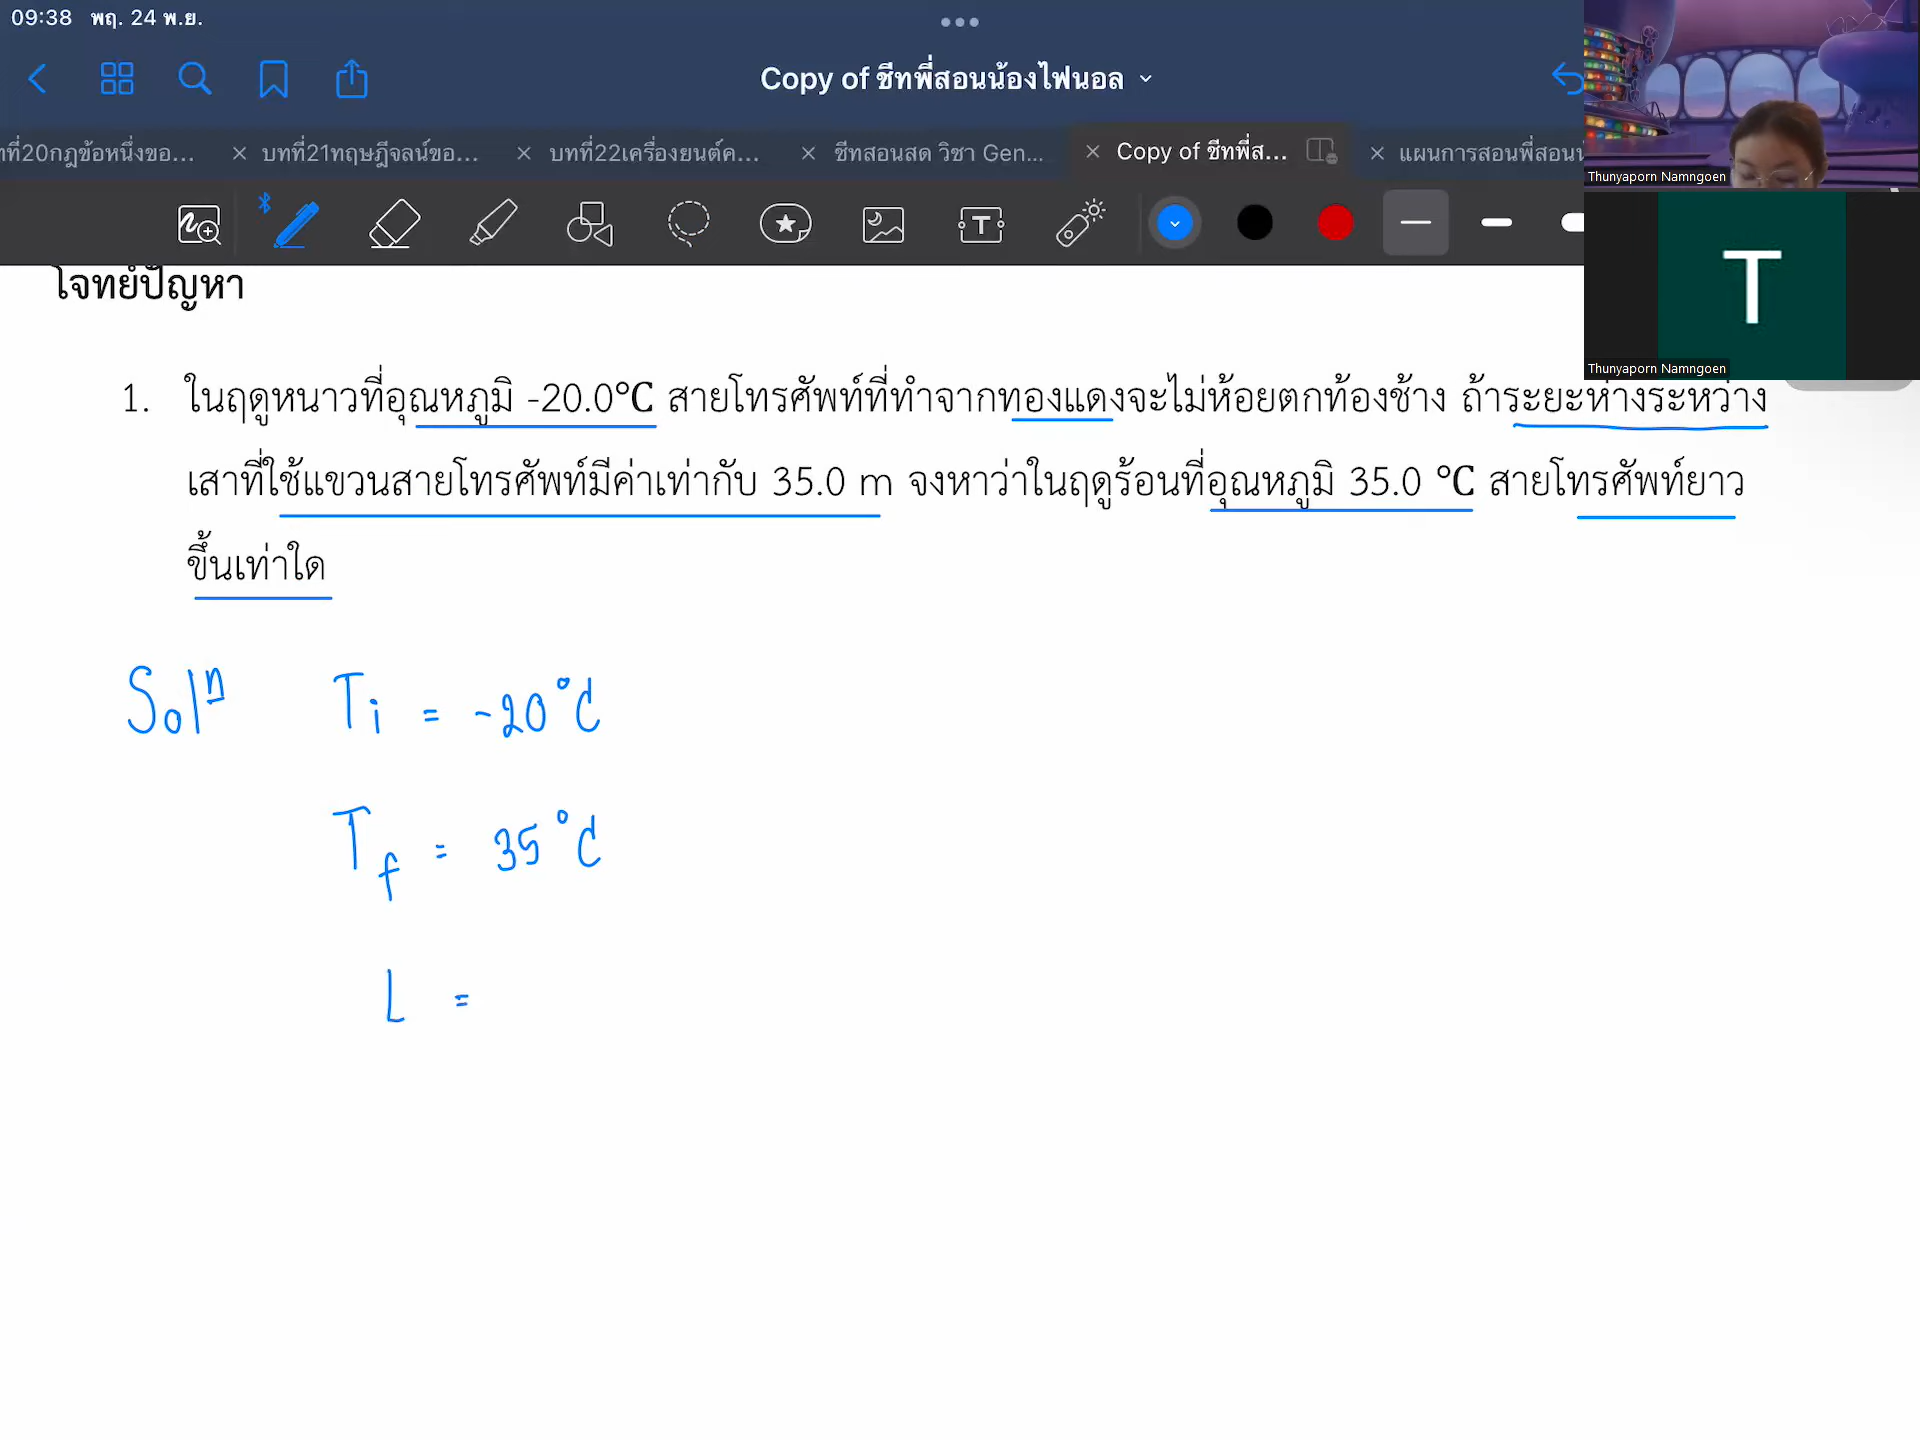 09:38 พฤ. 24 พ.ย.
Copy of ชีทพี่สอนน้องไฟนอล
ที่20กฎข้อหนึ่งขอ... × บทที่21ทฤษฎีจลน์ขอ... × บทที่22เครื่องยนต์ค... × ชีทสอนสด วิชา Gen... × Copy of ชีทพี่ส... × แผนการสอนพี่สอน
Thunyaporn Namngoen
T
Thunyaporn Namngoen
โจทย์ปัญหา
1. ในฤดูหนาวที่อุณหภูมิ -20.0°C สายโทรศัพท์ที่ทำจากทองแดงจะไม่ห้อยตกท้องช้าง ถ้าระยะห่างระหว่าง
เสาที่ใช้แขวนสายโทรศัพท์มีค่าเท่ากับ 35.0 m จงหาว่าในฤดูร้อนที่อุณหภูมิ 35.0 °C สายโทรศัพท์ยาว
ขึ้นเท่าใด
Solⁿ Ti = -20 °C
Tf = 35 °C
L =